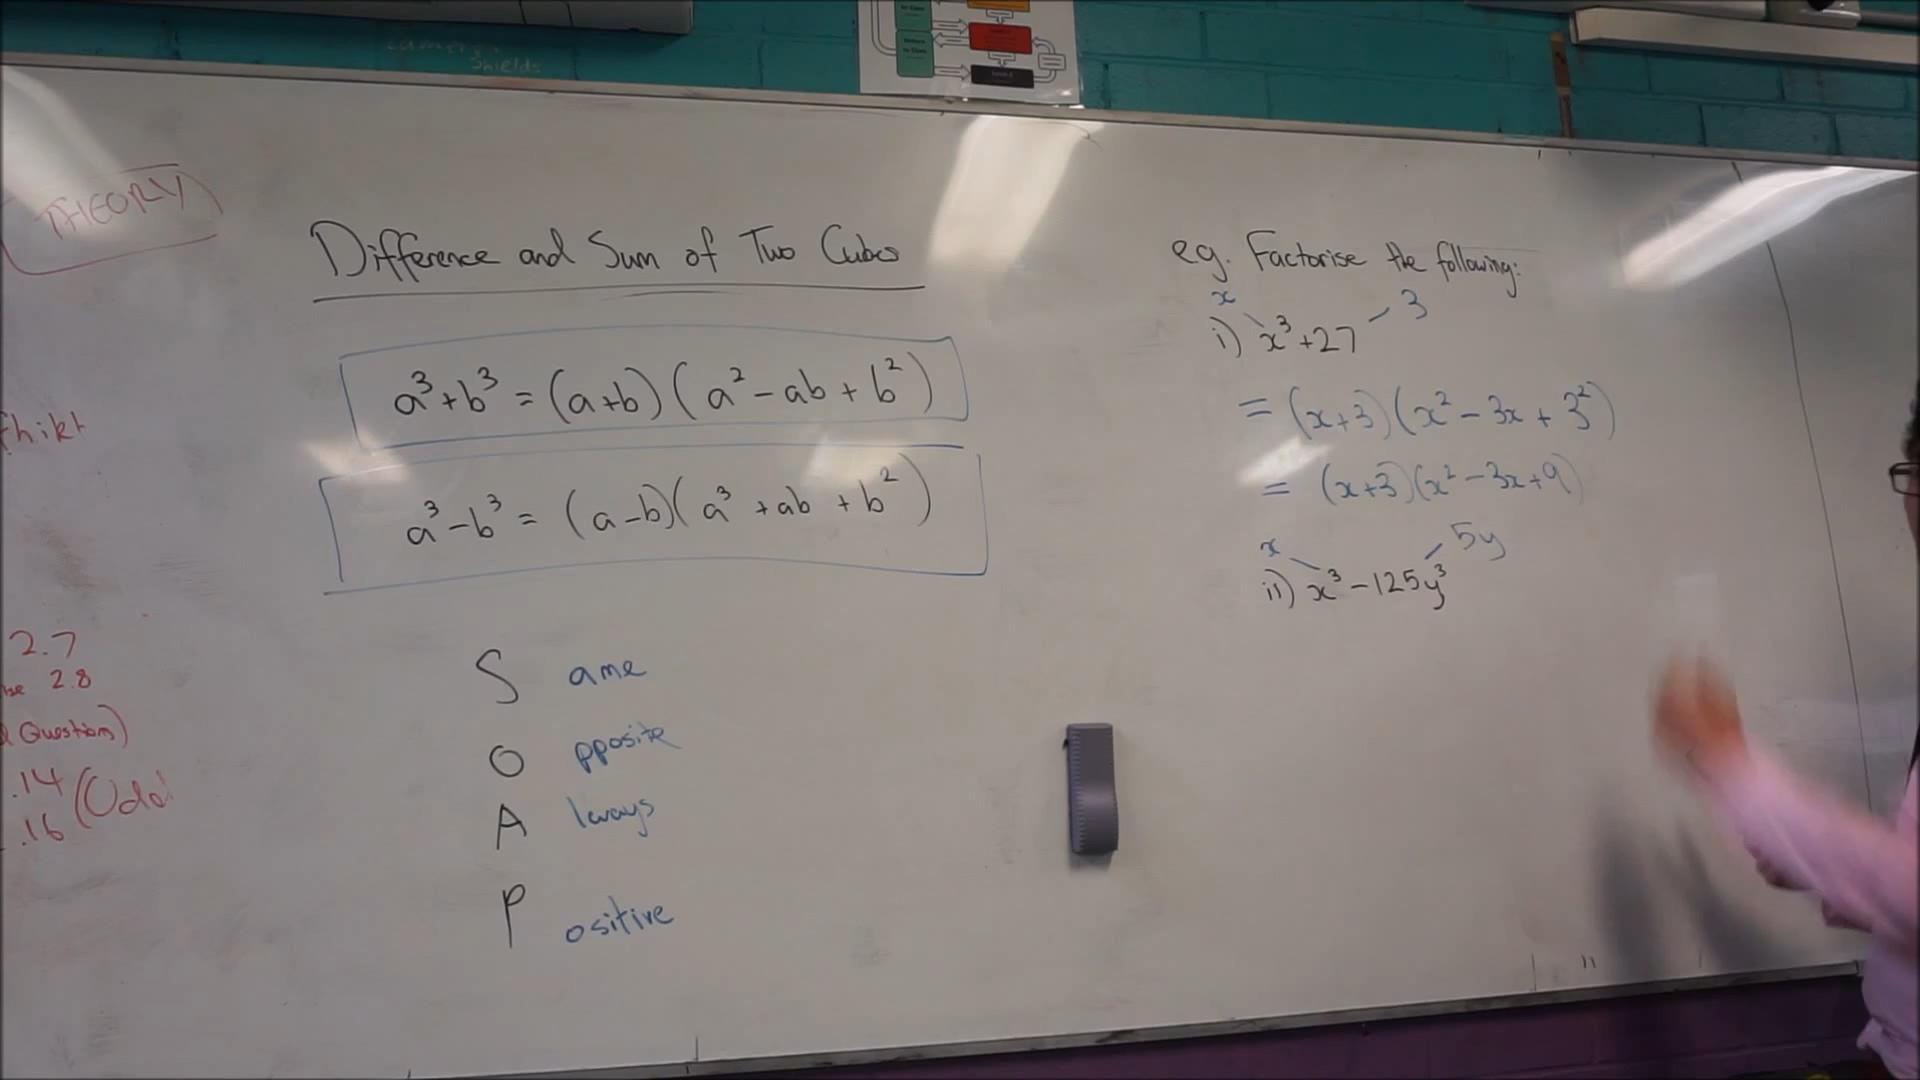 Shields
THEORY
Difference and Sum of Two Cubes
a³+b³ = (a+b)(a² - ab + b²)
a³ - b³ = (a-b)(a³ + ab + b²)
S ame
O pposite
A lways
P ositive
2.7
2.8
Question)
.14 (Odd
.16
eg. Factorise the following:
x 3
i) x³+27
= (x+3)(x² - 3x + 3²)
= (x+3)(x² - 3x + 9)
x 5y
ii) x³ - 125y³